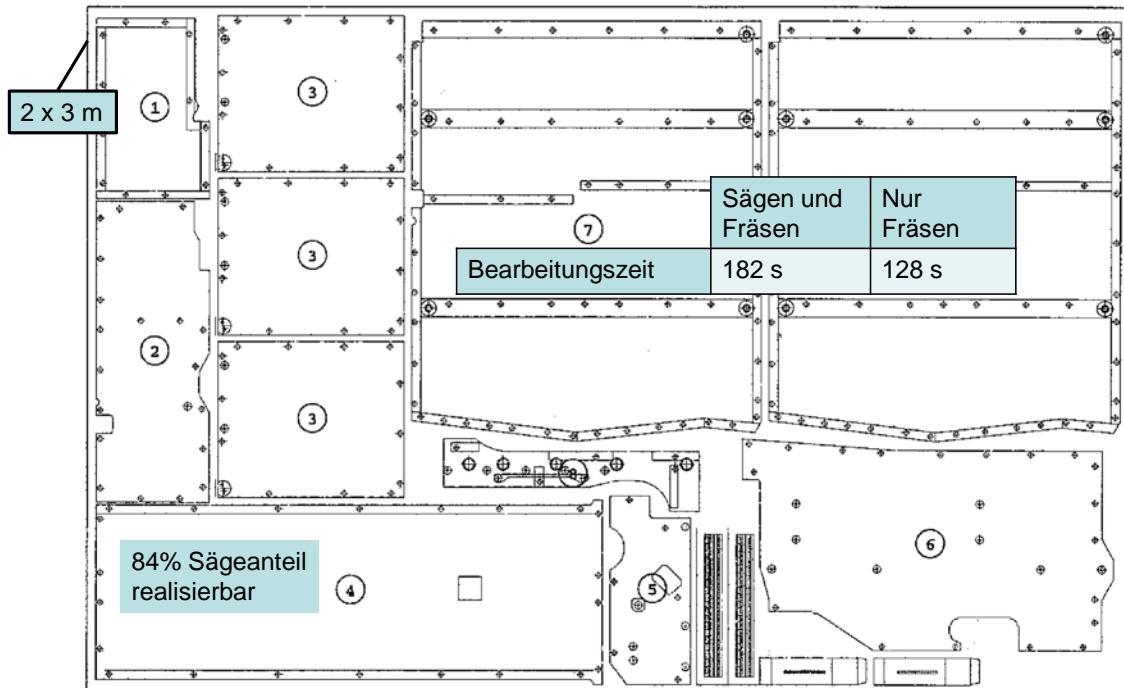 1
3
2 x 3 m
Sägen und Fräsen
Nur Fräsen
7
Bearbeitungszeit
182 s
128 s
3
2
3
8
84% Sägeanteil
realisierbar
4
5
6